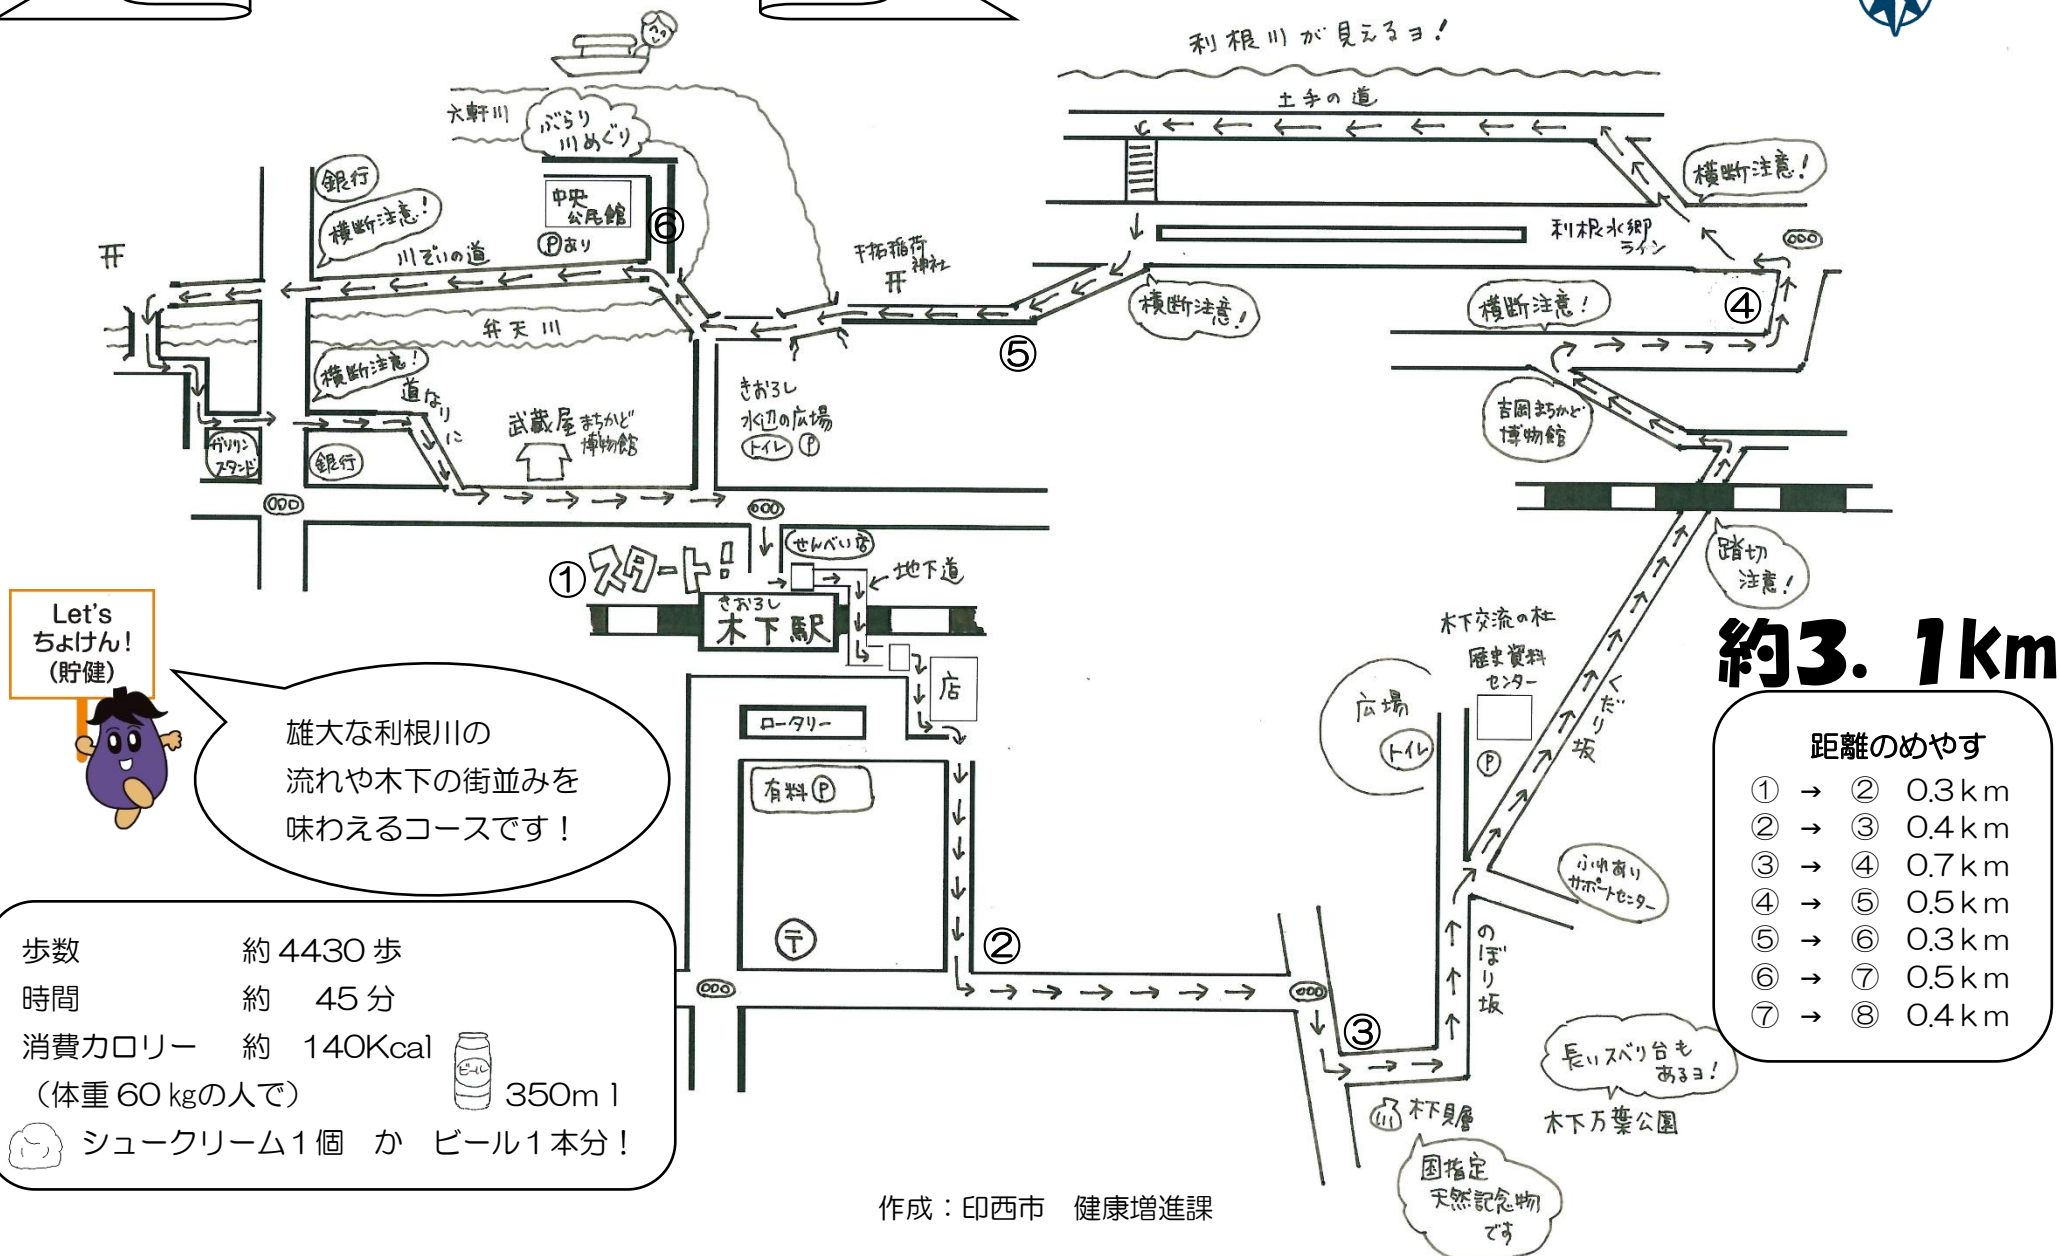 利根川が見えるヨ！
土手の道
六軒川
ぶらり
川めぐり
銀行
横断注意！
中央
公民館
Ⓟあり
⑥
川ぞいの道
干拓稲荷
神社
横断注意！
利根水郷
ライン
④
横断注意！
横断注意！
⑤
弁天川
横断注意！
道なりに
きおろし
水辺の広場
トイレ Ⓟ
武蔵屋まちかど
博物館
吉岡まちかど
博物館
ガソリン
スタンド
銀行
せんべい店
地下道
① スタート！
きおろし
木下駅
踏切
注意！
Let's
ちょけん！
（貯健）
雄大な利根川の
流れや木下の街並みを
味わえるコースです！
店
ロータリー
有料Ⓟ
〒
②
木下交流の杜
歴史資料
センター
広場
トイレ
Ⓟ
くだり坂
ふれあい
サポートセンター
のぼり坂
③
木下貝層
国指定
天然記念物
です
長いスベリ台も
あるヨ！
木下万葉公園
約3．1km
距離のめやす
① → ② 0.3km
② → ③ 0.4km
③ → ④ 0.7km
④ → ⑤ 0.5km
⑤ → ⑥ 0.3km
⑥ → ⑦ 0.5km
⑦ → ⑧ 0.4km
歩数 約4430歩
時間 約 45分
消費カロリー 約 140Kcal
（体重60㎏の人で）
ビール
350ml
シュークリーム1個 か ビール1本分！
作成：印西市 健康増進課